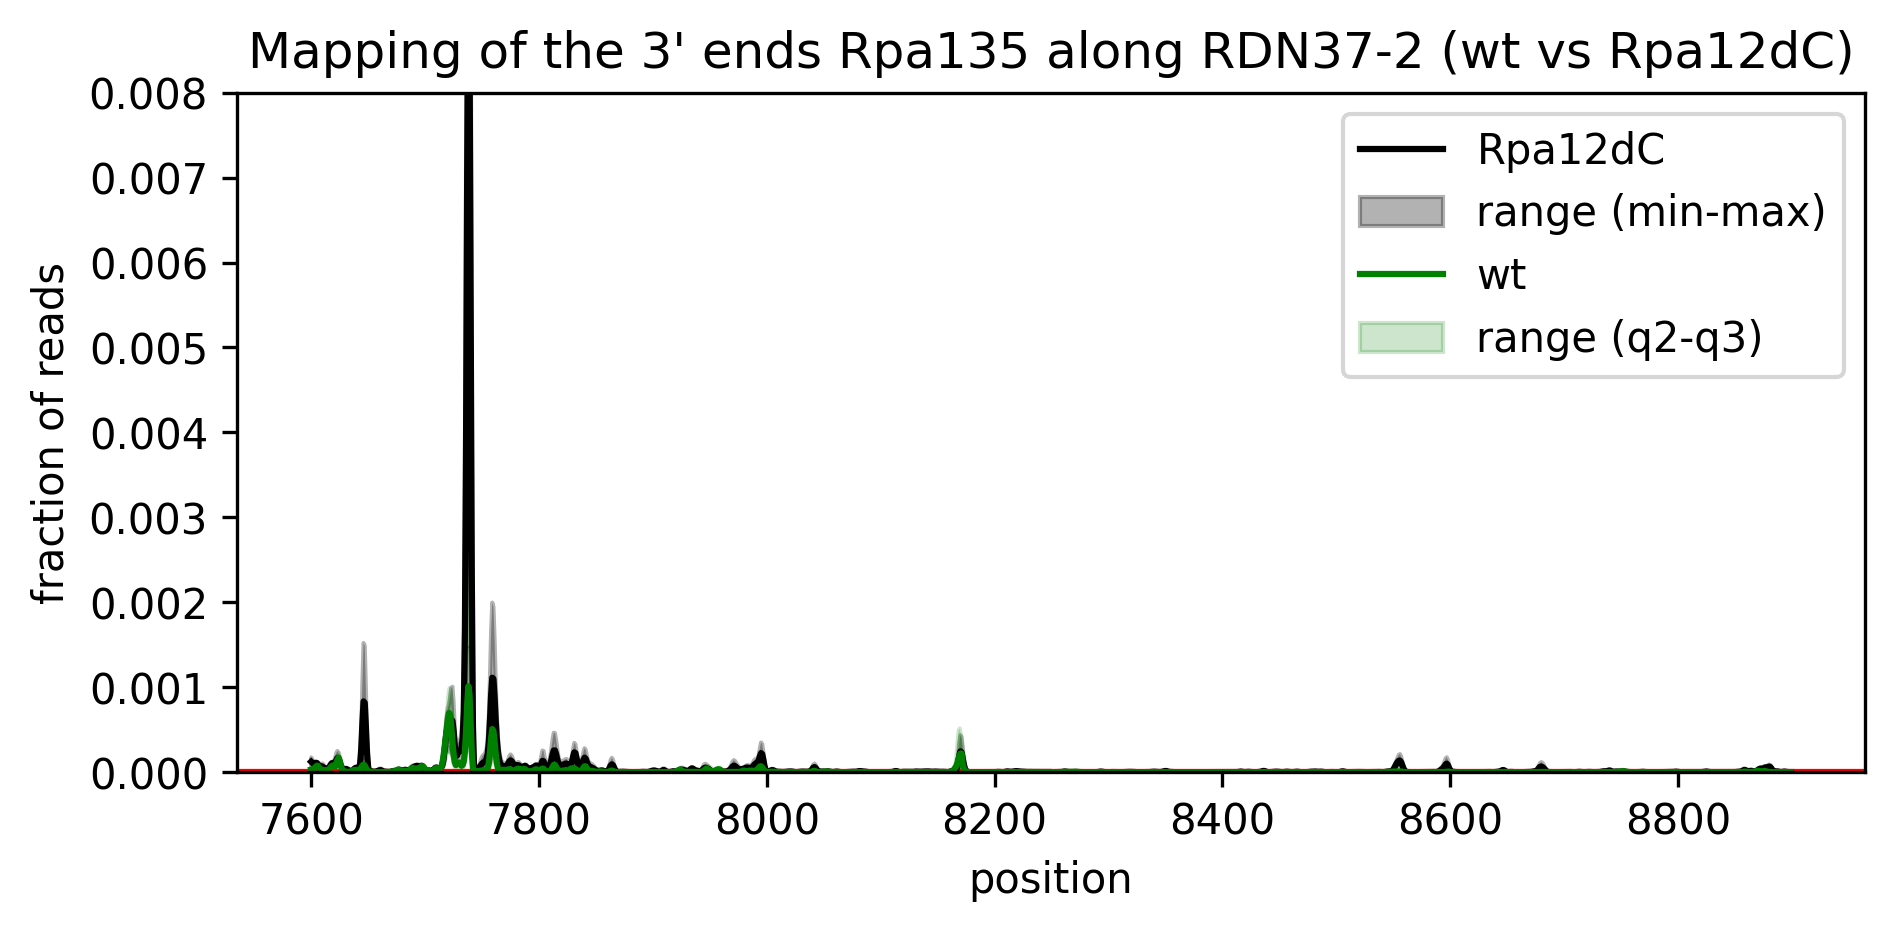 Mapping of the 3' ends Rpa135 along RDN37-2 (wt vs Rpa12dC)
0.008
0.007
0.006
0.005
0.004
0.003
0.002
0.001
0.000
fraction of reads
Rpa12dC
range (min-max)
wt
range (q2-q3)
7600 7800 8000 8200 8400 8600 8800
position